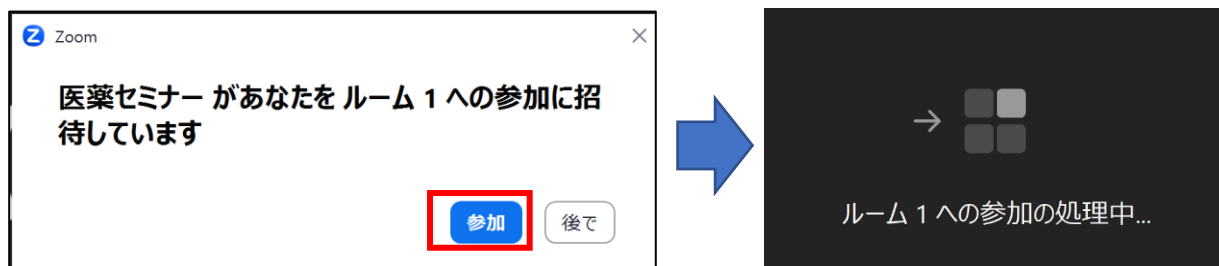 Zoom
医薬セミナー があなたを ルーム 1 への参加に招
待しています
参加
後で
ルーム 1 への参加の処理中...